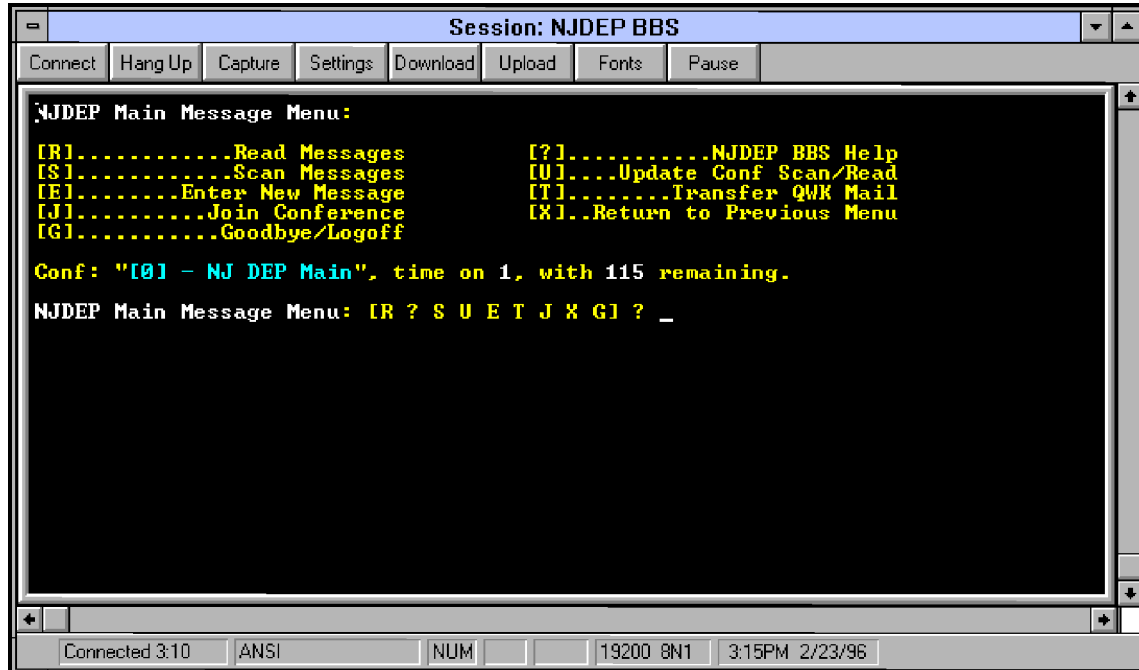 Session: NJDEP BBS
Connect Hang Up Capture Settings Download Upload Fonts Pause
NJDEP Main Message Menu:
[R]............Read Messages [?]...........NJDEP BBS Help
[S]............Scan Messages [U]....Update Conf Scan/Read
[E]........Enter New Message [T]........Transfer QWK Mail
[J]..........Join Conference [X]..Return to Previous Menu
[G]...........Goodbye/Logoff
Conf: "[0] - NJ DEP Main", time on 1, with 115 remaining.
NJDEP Main Message Menu: [R ? S U E T J X G] ? _
Connected 3:10 ANSI NUM 19200 8N1 3:15PM 2/23/96